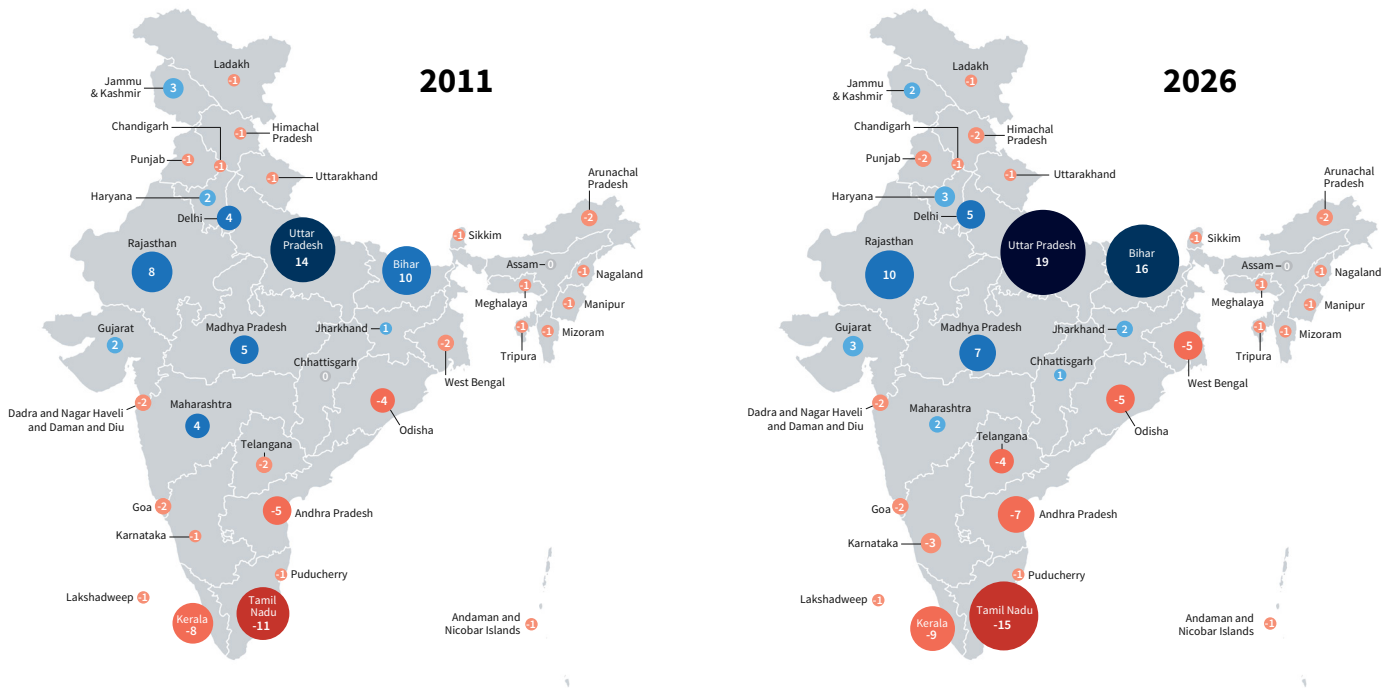 2011
Ladakh
-1
Jammu
& Kashmir
3
Chandigarh
-1
Himachal
Pradesh
-1
Punjab
-1
Uttarakhand
-1
Haryana
2
Delhi
4
Arunachal
Pradesh
-2
Rajasthan
8
Uttar
Pradesh
14
Bihar
10
Sikkim
-1
Assam
0
Nagaland
-1
Meghalaya
-1
Manipur
-1
Gujarat
2
Madhya Pradesh
5
Jharkhand
1
Tripura
-1
Mizoram
-1
West Bengal
-2
Chhattisgarh
0
Dadra and Nagar Haveli
and Daman and Diu
-2
Maharashtra
4
Odisha
-4
Telangana
-2
Goa
-2
Andhra Pradesh
-5
Karnataka
-1
Puducherry
-1
Lakshadweep
-1
Kerala
-8
Tamil
Nadu
-11
Andaman and
Nicobar Islands
-1
2026
Ladakh
-1
Jammu
& Kashmir
2
Chandigarh
-1
Himachal
Pradesh
-2
Punjab
-2
Uttarakhand
-1
Haryana
3
Delhi
5
Arunachal
Pradesh
-2
Rajasthan
10
Uttar Pradesh
19
Bihar
16
Sikkim
-1
Assam
0
Nagaland
-1
Meghalaya
-1
Manipur
-1
Gujarat
3
Madhya Pradesh
7
Jharkhand
2
Tripura
-1
Mizoram
-1
West Bengal
-5
Chhattisgarh
1
Dadra and Nagar Haveli
and Daman and Diu
-2
Maharashtra
2
Odisha
-5
Telangana
-4
Goa
-2
Andhra Pradesh
-7
Karnataka
-3
Puducherry
-1
Lakshadweep
-1
Kerala
-9
Tamil Nadu
-15
Andaman and
Nicobar Islands
-1